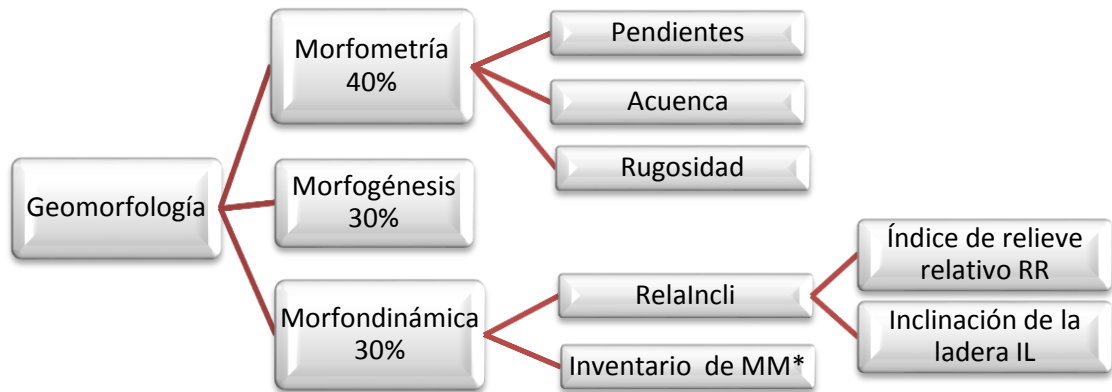 Geomorfología
Morfometría
40%
Pendientes
Acuenca
Rugosidad
Morfogénesis
30%
Morfondinámica
30%
RelaIncli
Índice de relieve
relativo RR
Inclinación de la
ladera IL
Inventario de MM*